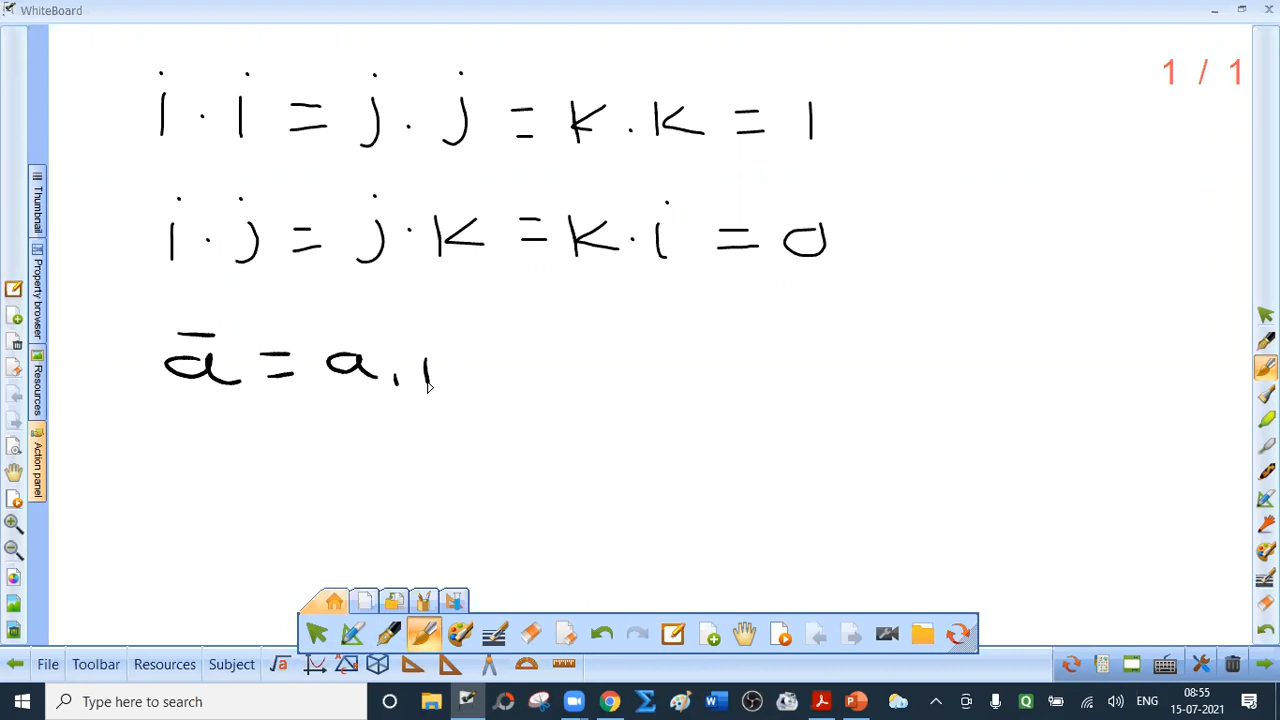 WhiteBoard
1 / 1
i · i = j · j = k · k = 1
i · j = j · k = k · i = 0
Thumbnail
Property browser
Resources
Action panel
a̅ = a₁ ı
File Toolbar Resources Subject √a
Type here to search
ENG
08:55
15-07-2021